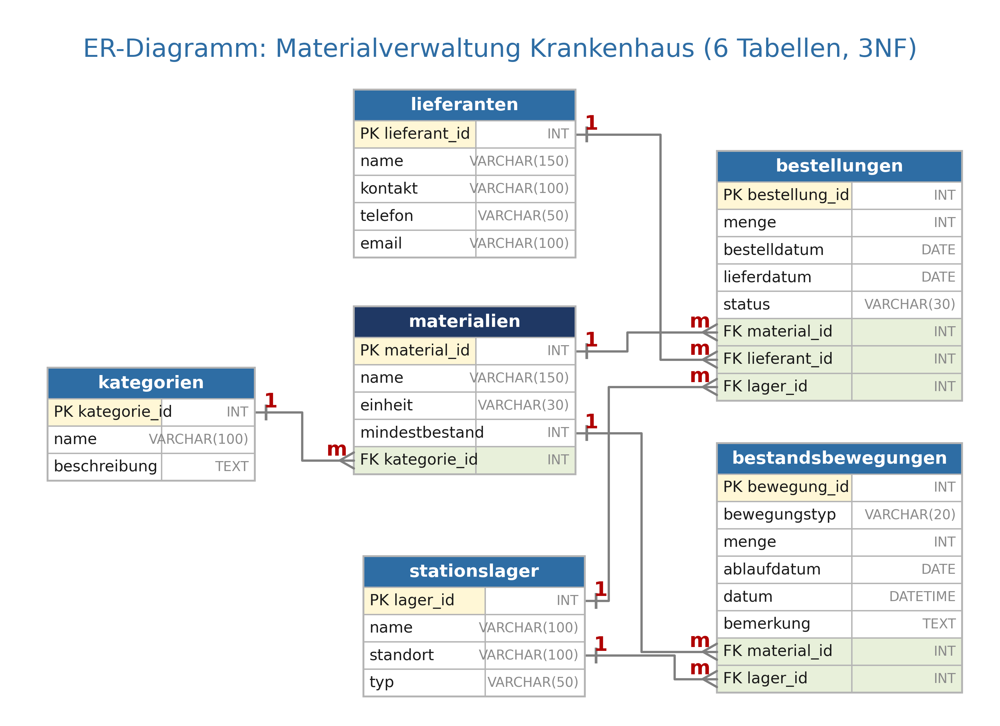 ER-Diagramm: Materialverwaltung Krankenhaus (6 Tabellen, 3NF)
lieferanten
PK lieferant_id INT
name VARCHAR(150)
kontakt VARCHAR(100)
telefon VARCHAR(50)
email VARCHAR(100)
1
bestellungen
PK bestellung_id INT
menge INT
bestelldatum DATE
lieferdatum DATE
status VARCHAR(30)
m FK material_id INT
m FK lieferant_id INT
m FK lager_id INT
materialien
PK material_id INT
name VARCHAR(150)
einheit VARCHAR(30)
mindestbestand INT
FK kategorie_id INT
1
1
m
kategorien
PK kategorie_id INT
name VARCHAR(100)
beschreibung TEXT
1
bestandsbewegungen
PK bewegung_id INT
bewegungstyp VARCHAR(20)
menge INT
ablaufdatum DATE
datum DATETIME
bemerkung TEXT
m FK material_id INT
m FK lager_id INT
stationslager
PK lager_id INT
name VARCHAR(100)
standort VARCHAR(100)
typ VARCHAR(50)
1
1